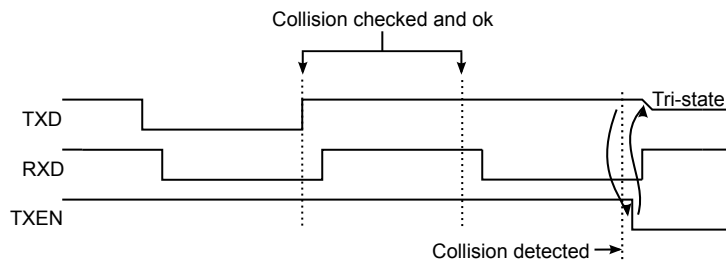 Collision checked and ok
Tri-state
TXD
RXD
TXEN
Collision detected